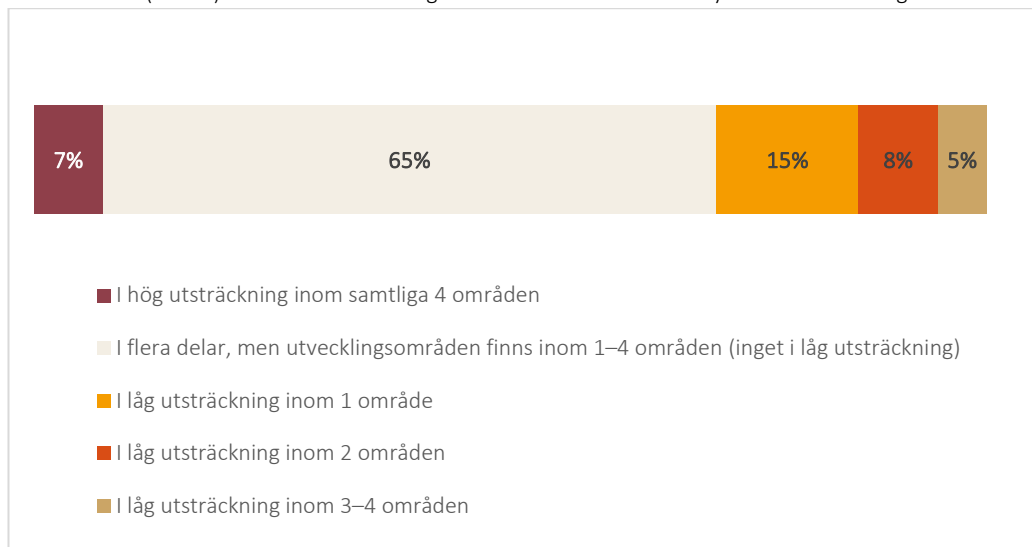 7%
65%
15%
8%
5%
I hög utsträckning inom samtliga 4 områden
I flera delar, men utvecklingsområden finns inom 1–4 områden (inget i låg utsträckning)
I låg utsträckning inom 1 område
I låg utsträckning inom 2 områden
I låg utsträckning inom 3–4 områden